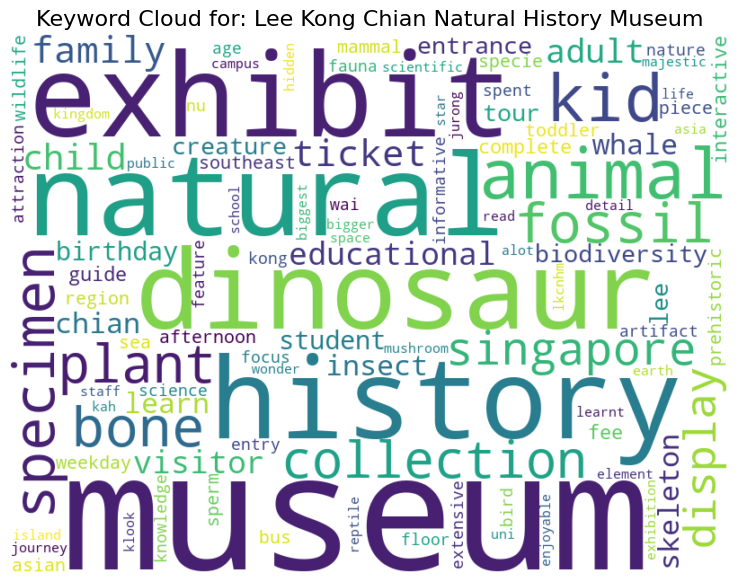 Keyword Cloud for: Lee Kong Chian Natural History Museum
wildlife
family
age
campus
hidden
mammal
fauna
entrance
scientific
specie
adult
nature
majestic
interactive
exhibit
kingdom
nu
star
jurong
spent
tour
kid
life
piece
attraction
child
public
creature
southeast
ticket
informative
complete
toddler
whale
asia
natural
school
biggest
wai
bigger
space
read
animal
detail
fossil
birthday
guide
region
feature
kong
educational
alot
biodiversity
prehistoric
specimen
chian
sea
dinosaur
lkcnhm
lee
artifact
afternoon
student
mushroom
singapore
plant
focus
wonder
insect
earth
staff
science
kah
learn
history
learnt
display
bone
entry
fee
weekday
visitor
collection
element
skeleton
island
journey
asian
klook
knowledge
museum
sperm
bus
reptile
floor
extensive
uni
bird
enjoyable
exhibition